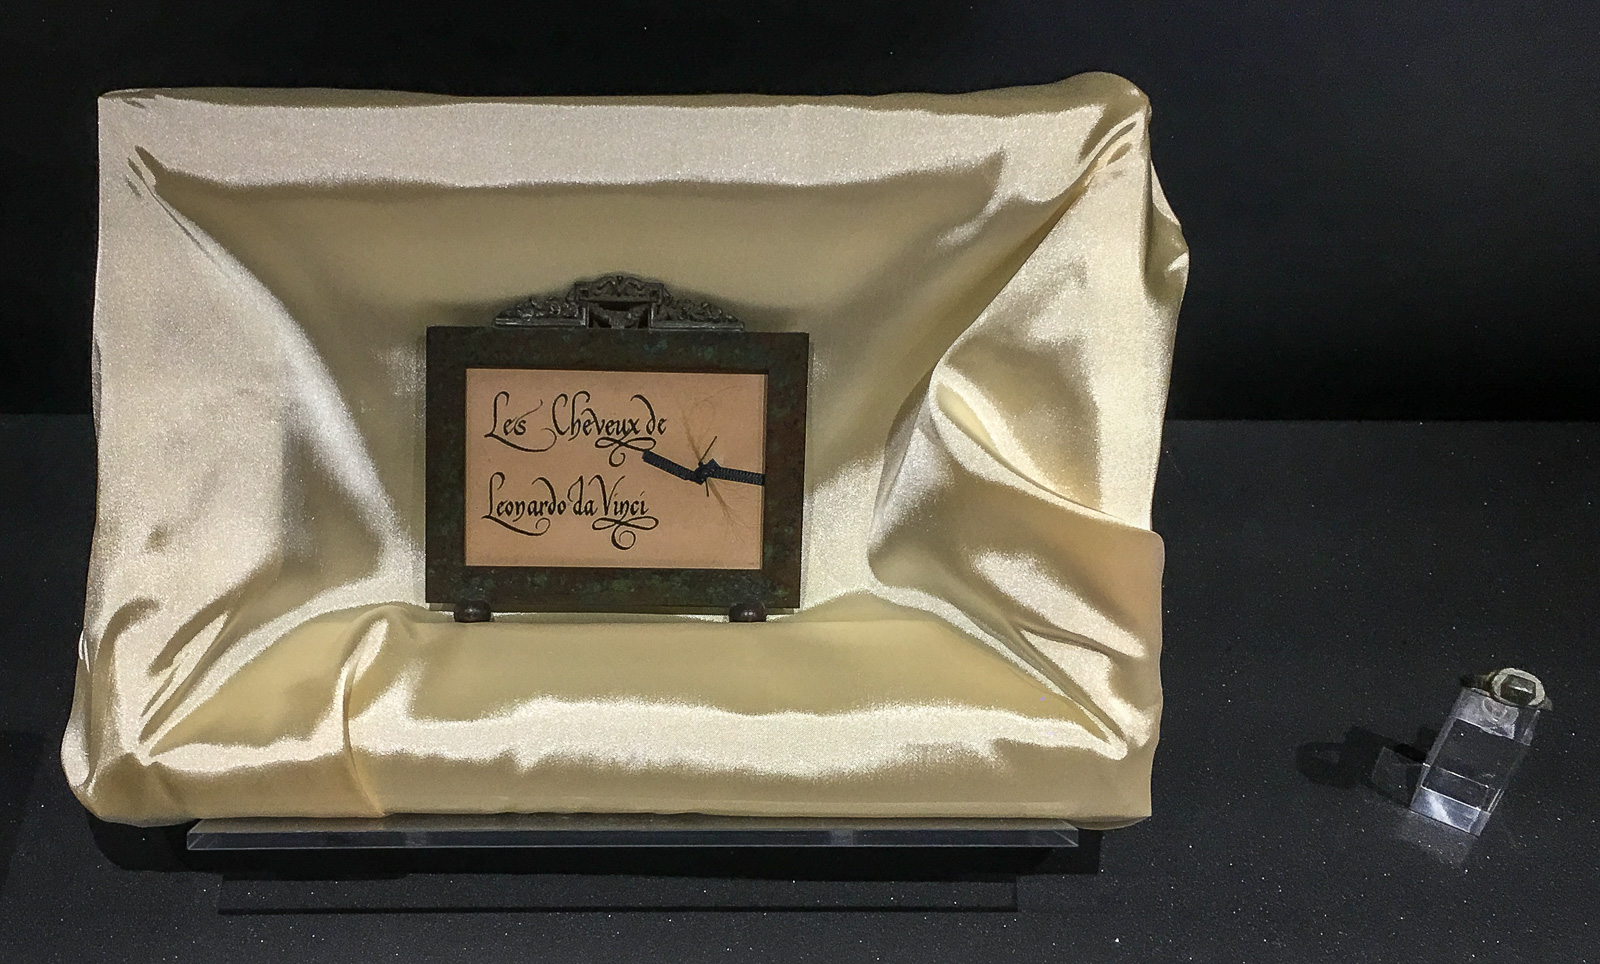 Les Cheveux de
Leonardo da Vinci